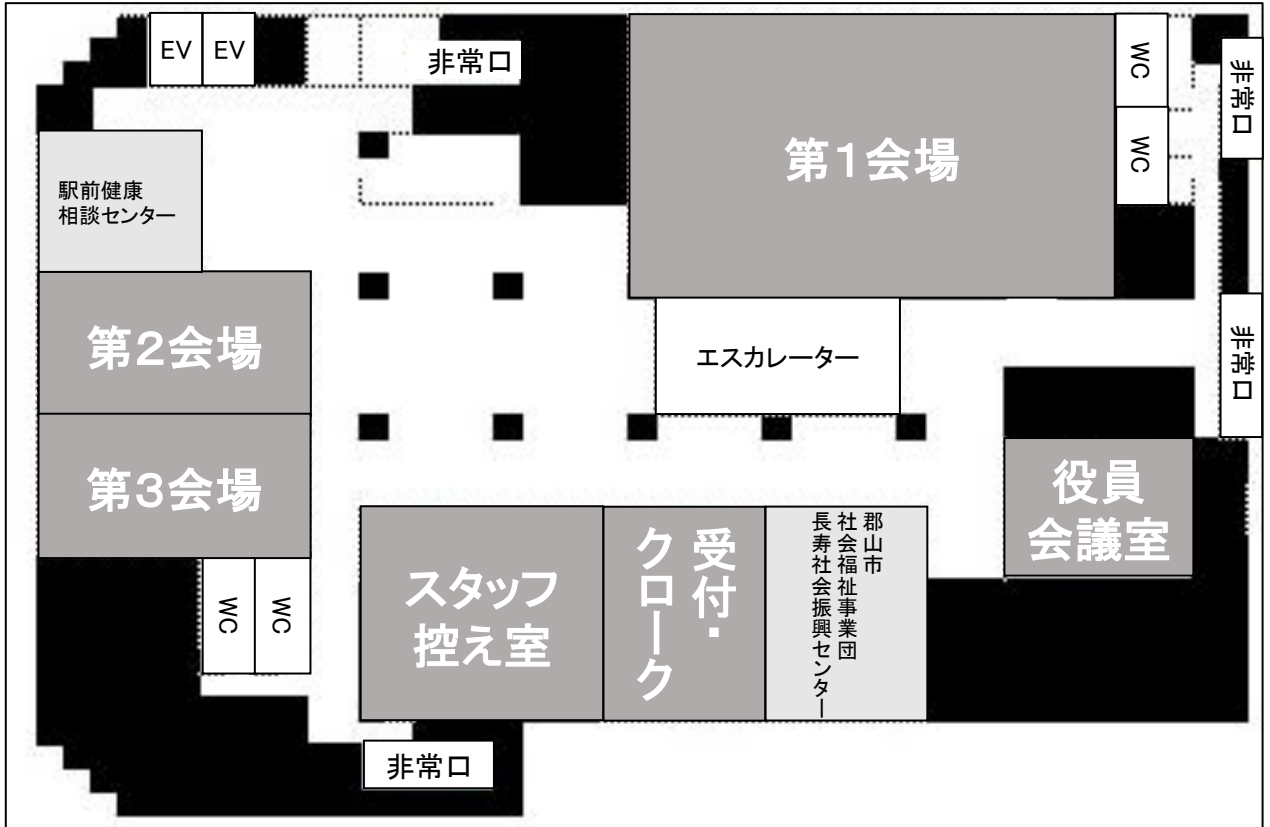 EV
EV
非常口
第1会場
WC
WC
非常口
駅前健康
相談センター
第2会場
エスカレーター
非常口
第3会場
役員
会議室
スタッフ
控え室
受付・
クローク
郡山市
社会福祉事業団
長寿社会振興センター
WC
WC
非常口